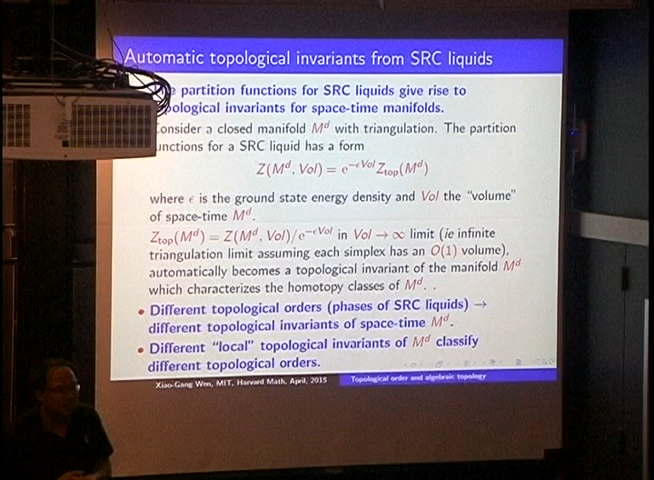 Automatic topological invariants from SRC liquids
partition functions for SRC liquids give rise to
pological invariants for space-time manifolds.
onsider a closed manifold M^d with triangulation. The partition
unctions for a SRC liquid has a form
Z(M^d, Vol) = e^{-ϵ Vol} Z_top(M^d)
where ϵ is the ground state energy density and Vol the "volume"
of space-time M^d.
Z_top(M^d) = Z(M^d, Vol)/e^{-ϵ Vol} in Vol → ∞ limit (ie infinite
triangulation limit assuming each simplex has an O(1) volume),
automatically becomes a topological invariant of the manifold M^d
which characterizes the homotopy classes of M^d. .
• Different topological orders (phases of SRC liquids) →
different topological invariants of space-time M^d.
• Different "local" topological invariants of M^d classify
different topological orders.
Xiao-Gang Wen, MIT, Harvard Math, April, 2015 Topological order and algebraic topology